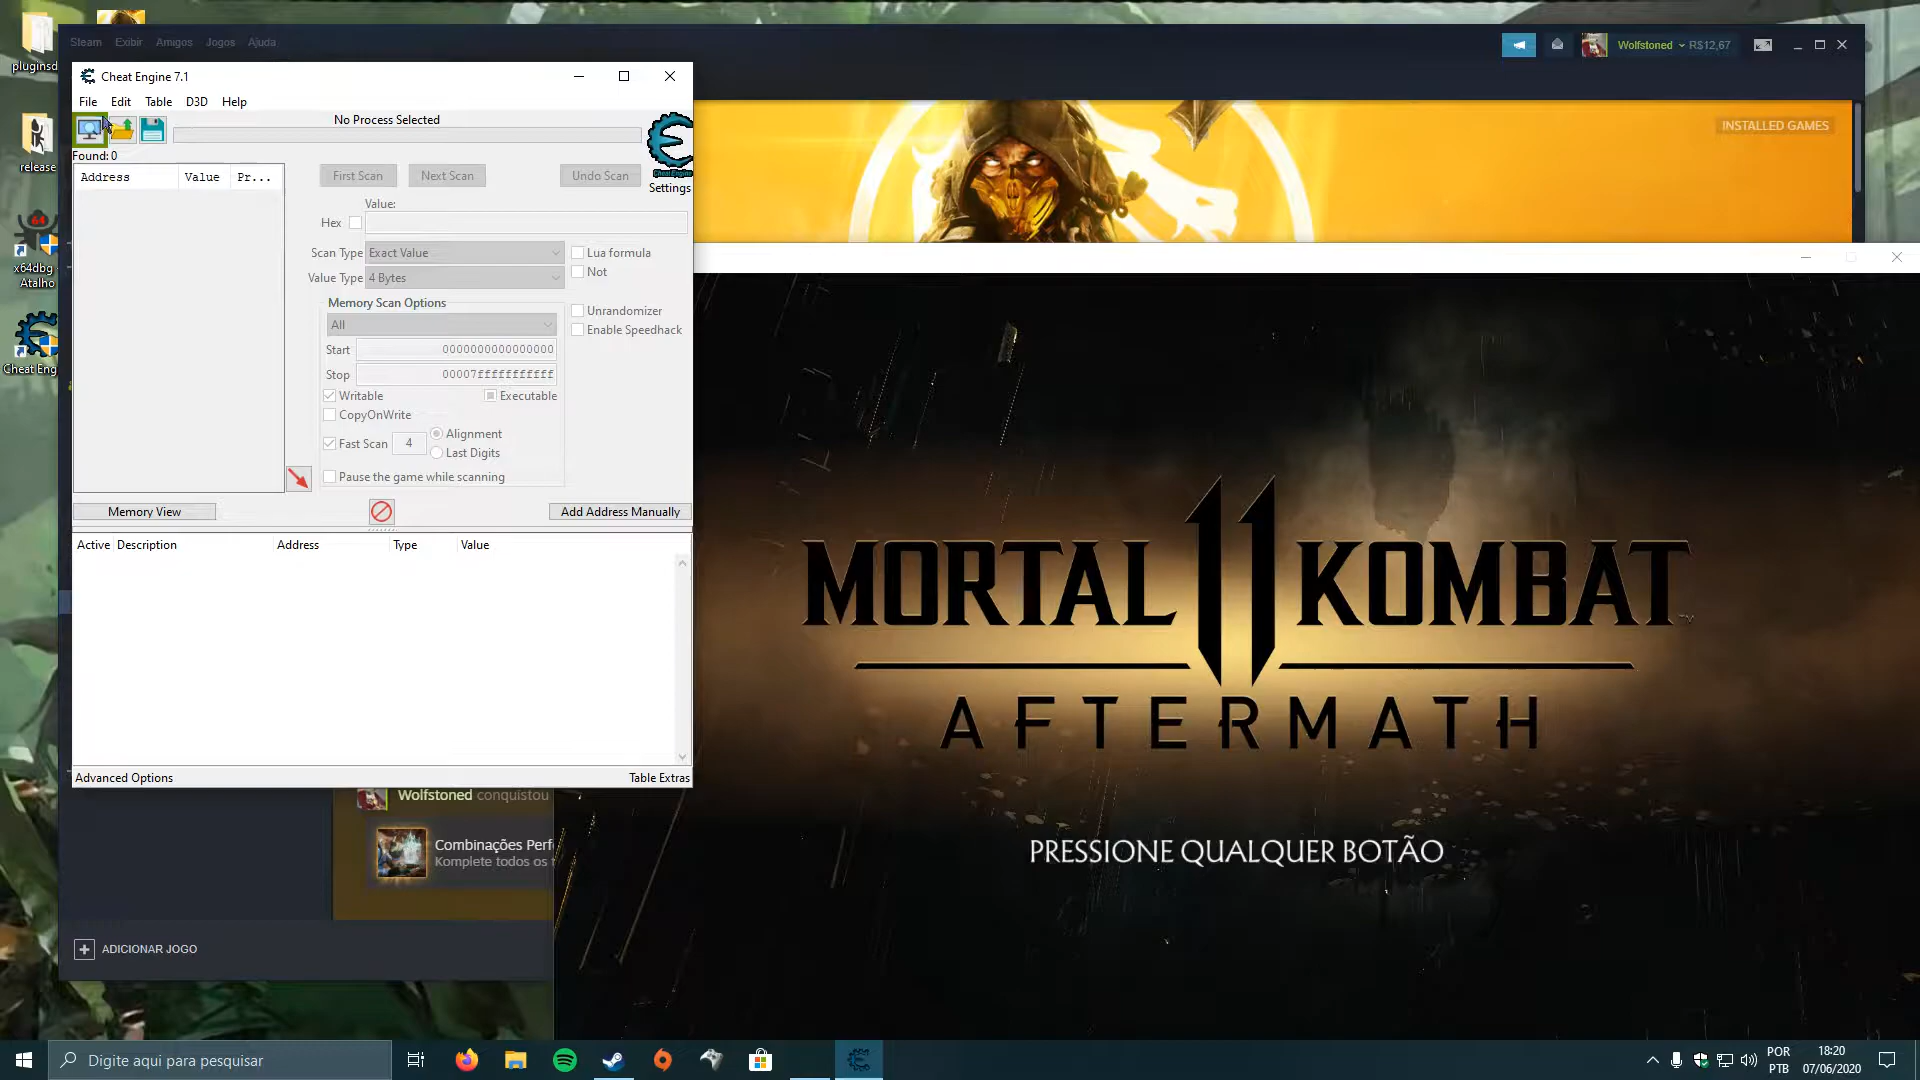 pluginsd
release
64
x64dbg -
Atalho
Cheat Eng
Steam Exibir Amigos Jogos Ajuda
Wolfstoned R$12,67
INSTALLED GAMES
Cheat Engine 7.1
File Edit Table D3D Help
No Process Selected
Found: 0
Address Value Pr...
First Scan Next Scan Undo Scan
Cheat Engine
Settings
Value:
Hex
Scan Type Exact Value
Lua formula
Not
Value Type 4 Bytes
Memory Scan Options
All
Unrandomizer
Enable Speedhack
Start 0000000000000000
Stop 00007fffffffffff
Writable Executable
CopyOnWrite
Fast Scan 4 Alignment
Last Digits
Pause the game while scanning
Memory View Add Address Manually
Active Description Address Type Value
Advanced Options Table Extras
Wolfstoned conquistou
Combinações Perf
Komplete todos os
ADICIONAR JOGO
MORTAL 11 KOMBAT
AFTERMATH
PRESSIONE QUALQUER BOTÃO
Digite aqui para pesquisar
POR
PTB
18:20
07/06/2020